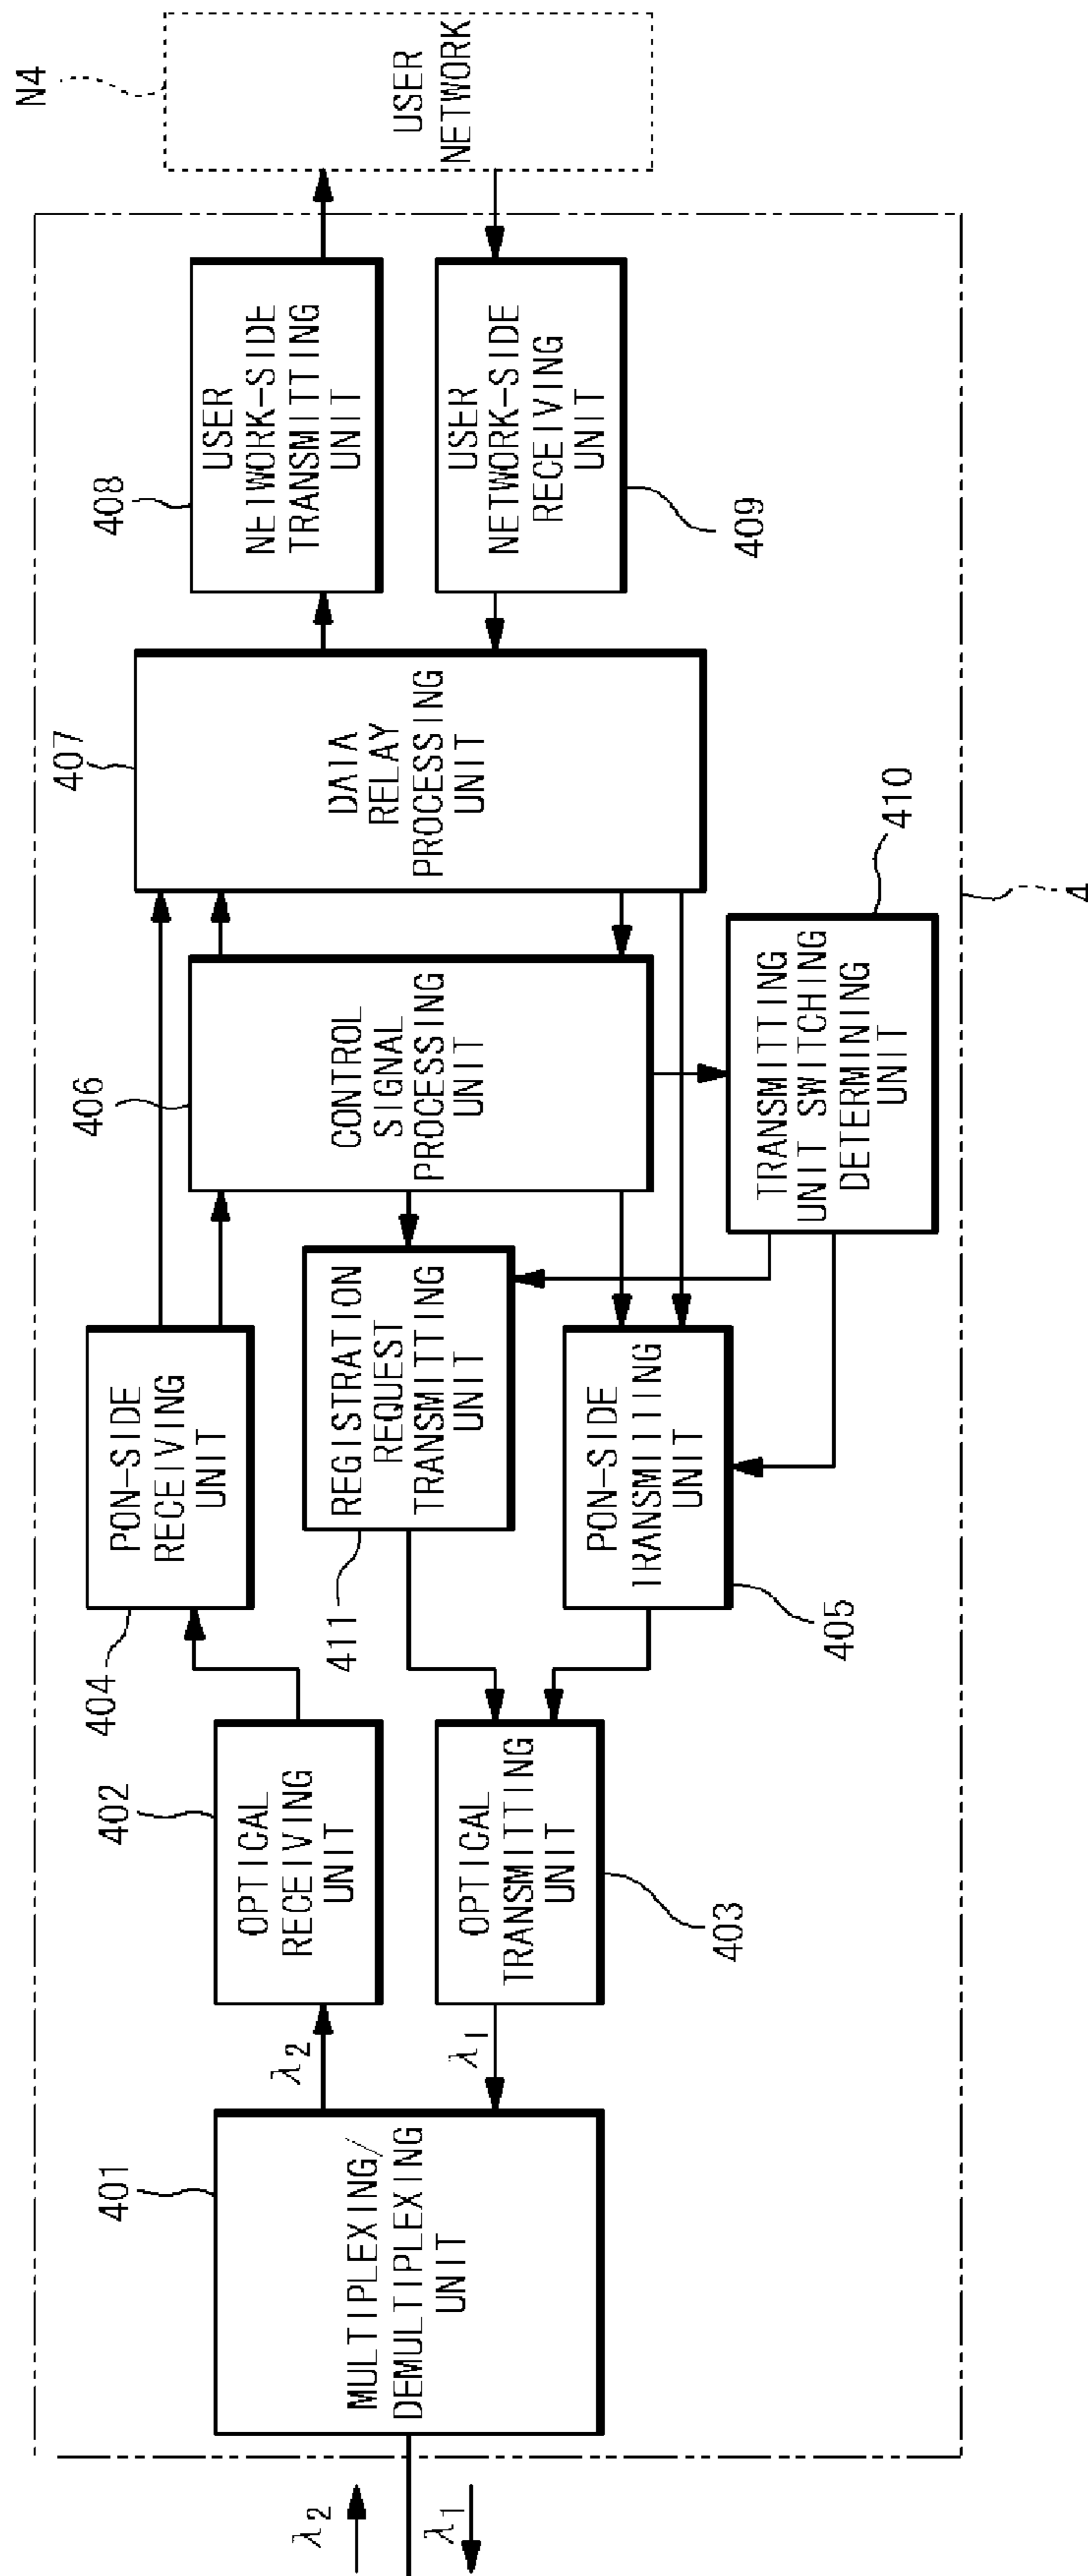 λ2
λ1
401
MULTIPLEXING/
DEMULTIPLEXING
UNIT
λ2
λ1
402
OPTICAL
RECEIVING
UNIT
OPTICAL
TRANSMITTING
UNIT
403
404
PON-SIDE
RECEIVING
UNIT
411
REGISTRATION
REQUEST
TRANSMITTING
UNIT
PON-SIDE
TRANSMITTING
UNIT
405
406
CONTROL
SIGNAL
PROCESSING
UNIT
TRANSMITTING
UNIT SWITCHING
DETERMINING
UNIT
410
407
DATA
RELAY
PROCESSING
UNIT
408
USER
NETWORK-SIDE
TRANSMITTING
UNIT
USER
NETWORK-SIDE
RECEIVING
UNIT
409
4
N4
USER
NETWORK